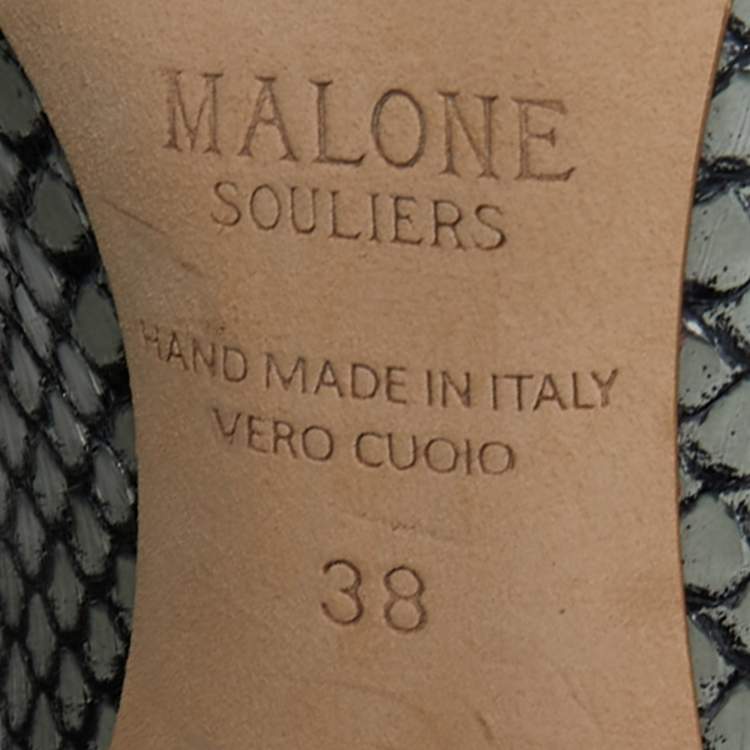 MALONE
SOULIERS
HAND MADE IN ITALY
VERO CUOIO
38